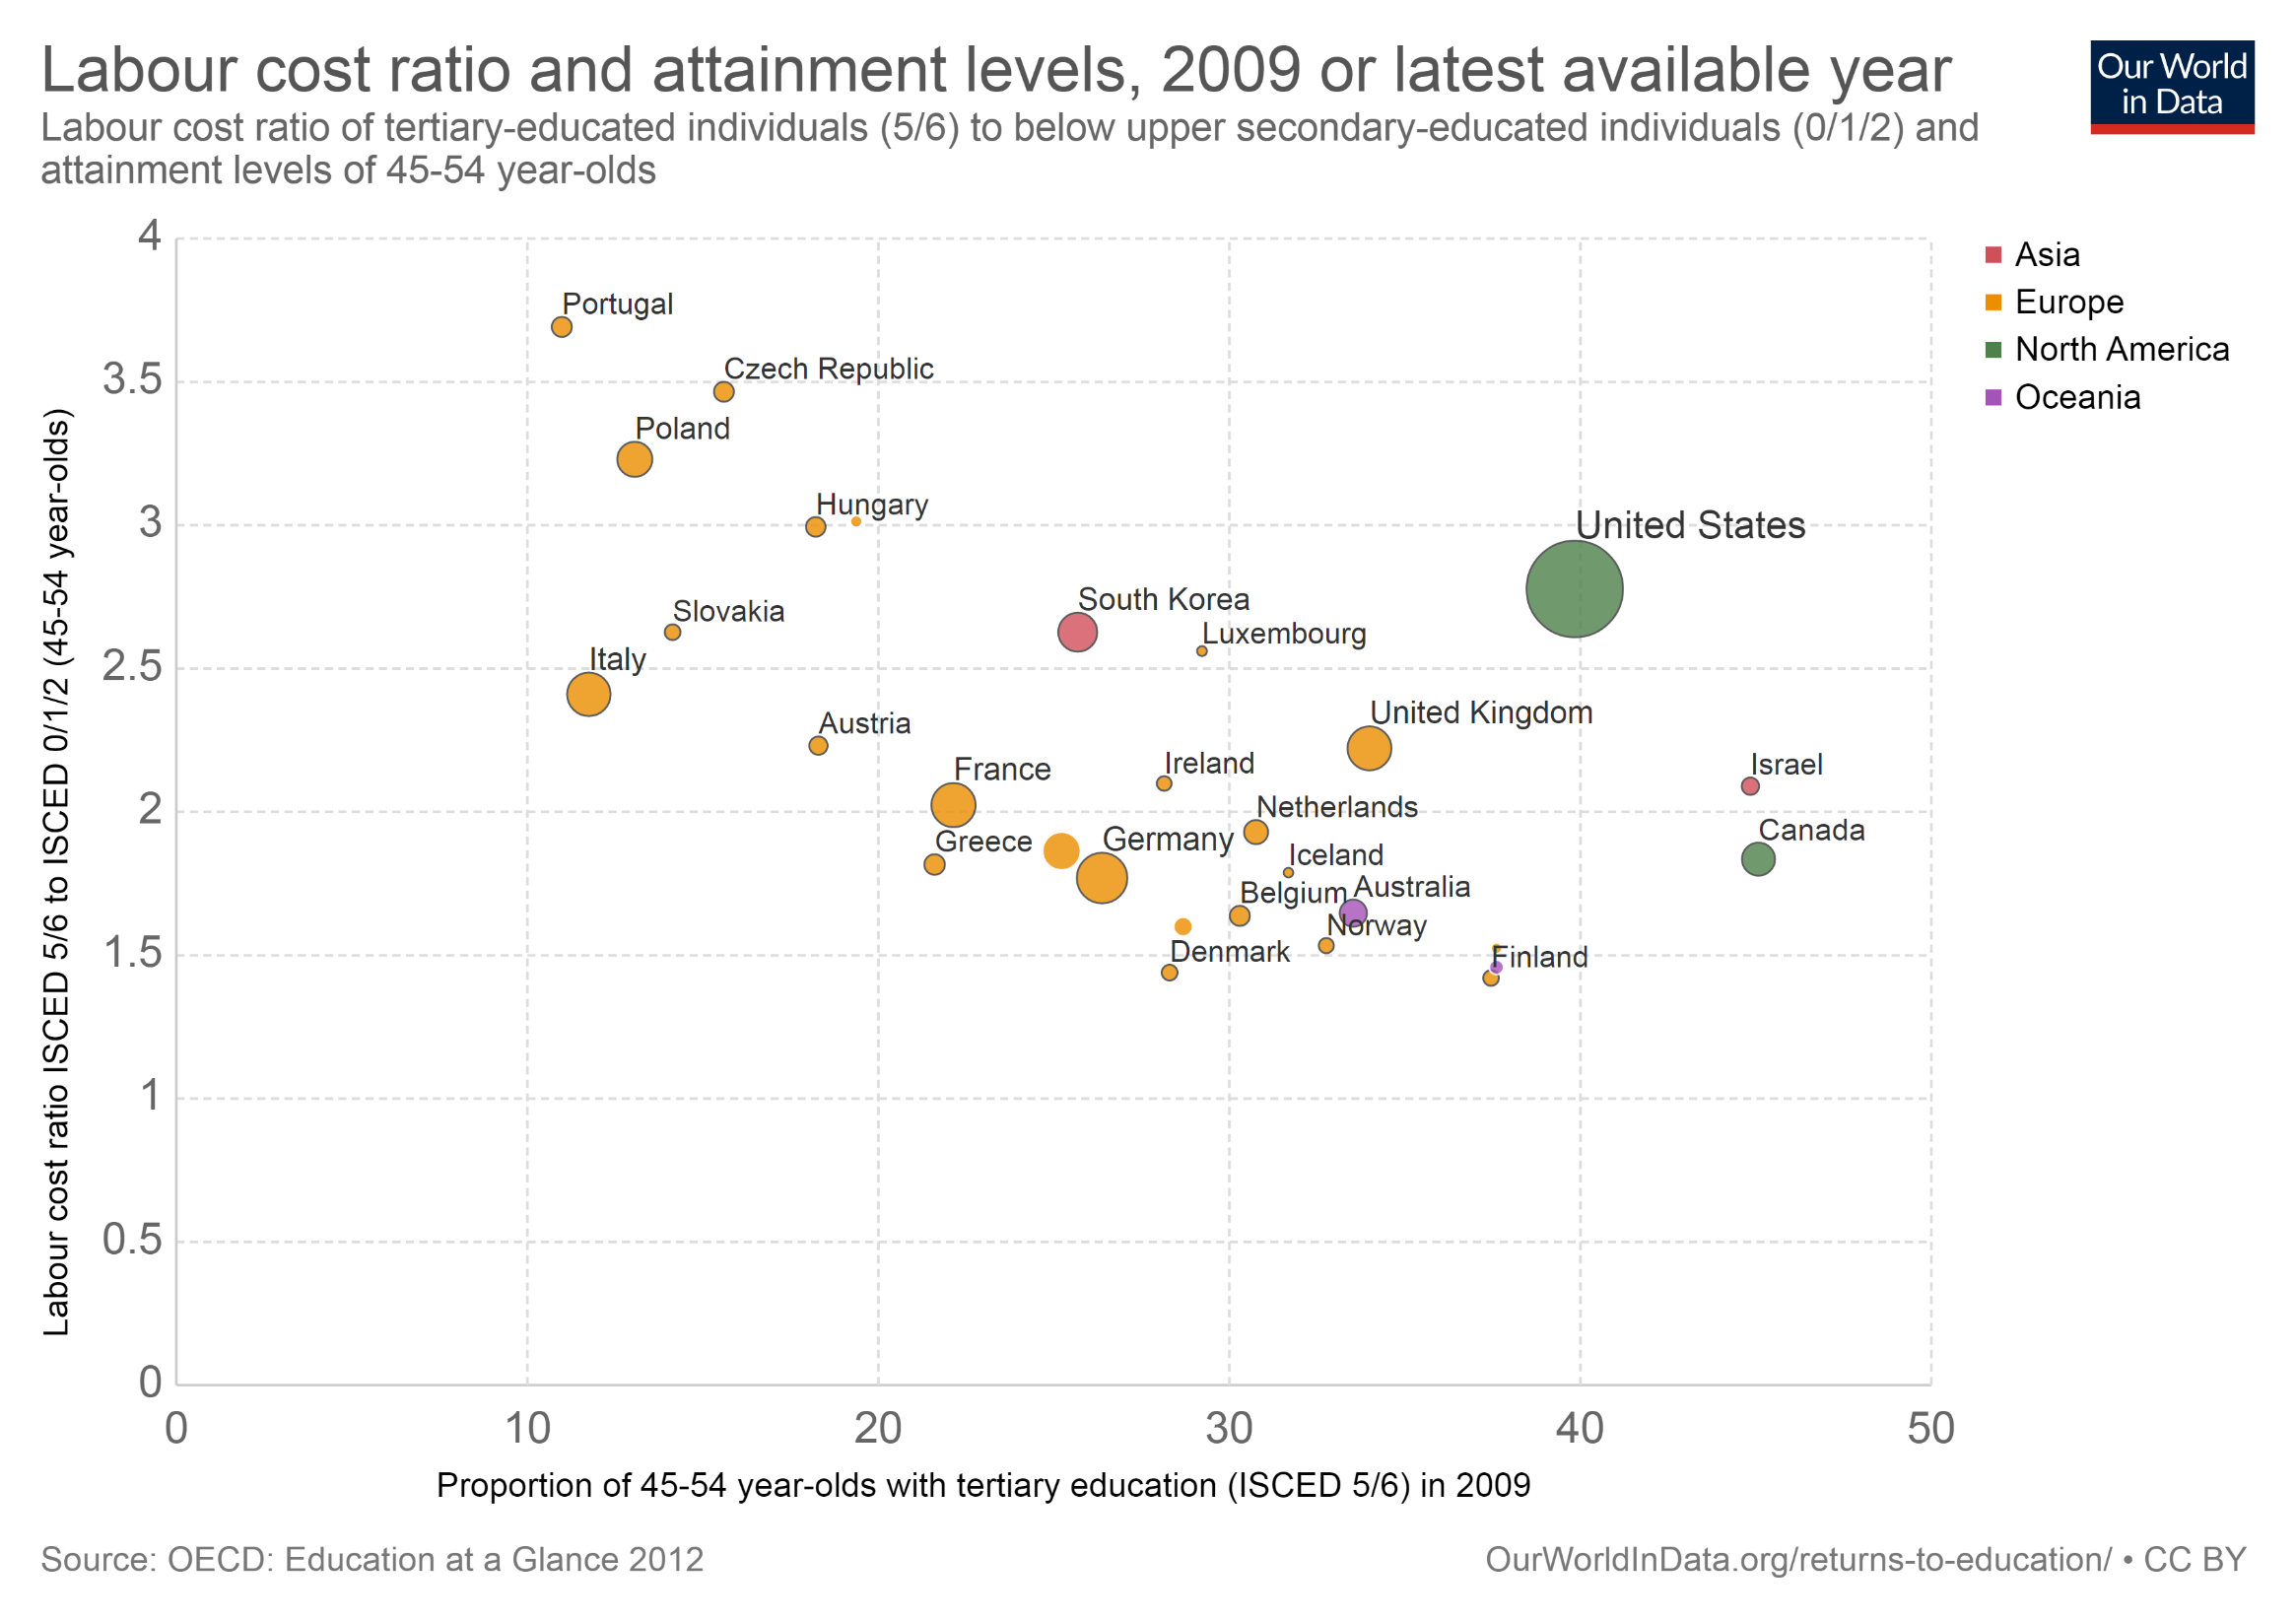 Labour cost ratio and attainment levels, 2009 or latest available year
Labour cost ratio of tertiary-educated individuals (5/6) to below upper secondary-educated individuals (0/1/2) and
attainment levels of 45-54 year-olds
Our World
in Data
Asia
Europe
North America
Oceania
Labour cost ratio ISCED 5/6 to ISCED 0/1/2 (45-54 year-olds)
4
3.5
3
2.5
2
1.5
1
0.5
0
Portugal
Czech Republic
Poland
Hungary
United States
South Korea
Slovakia
Luxembourg
Italy
United Kingdom
Austria
Ireland
Israel
France
Netherlands
Canada
Germany
Greece
Iceland
Australia
Belgium
Norway
Denmark
Finland
0 10 20 30 40 50
Proportion of 45-54 year-olds with tertiary education (ISCED 5/6) in 2009
Source: OECD: Education at a Glance 2012
OurWorldInData.org/returns-to-education/ • CC BY